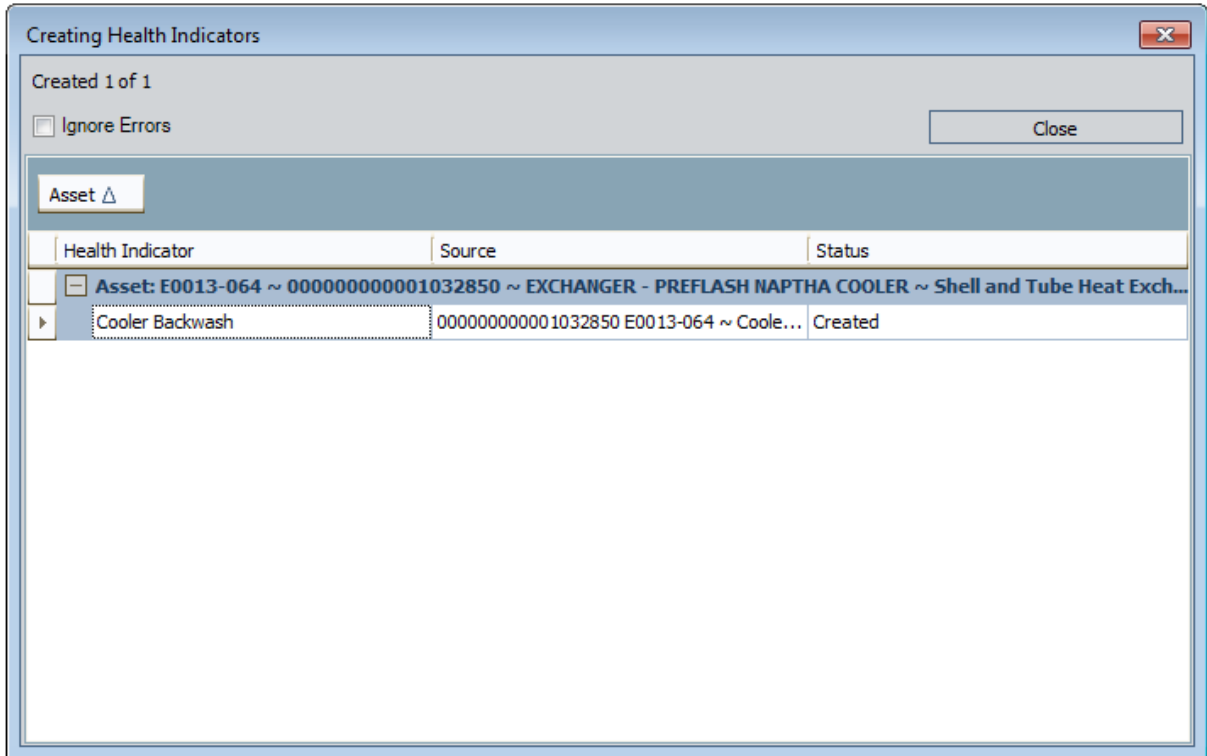 Creating Health Indicators
Created 1 of 1
Ignore Errors
Close
Asset
Health Indicator Source Status
Asset: E0013-064 ~ 000000000001032850 ~ EXCHANGER - PREFLASH NAPTHA COOLER ~ Shell and Tube Heat Exch...
Cooler Backwash 000000000001032850 E0013-064 ~ Coole... Created